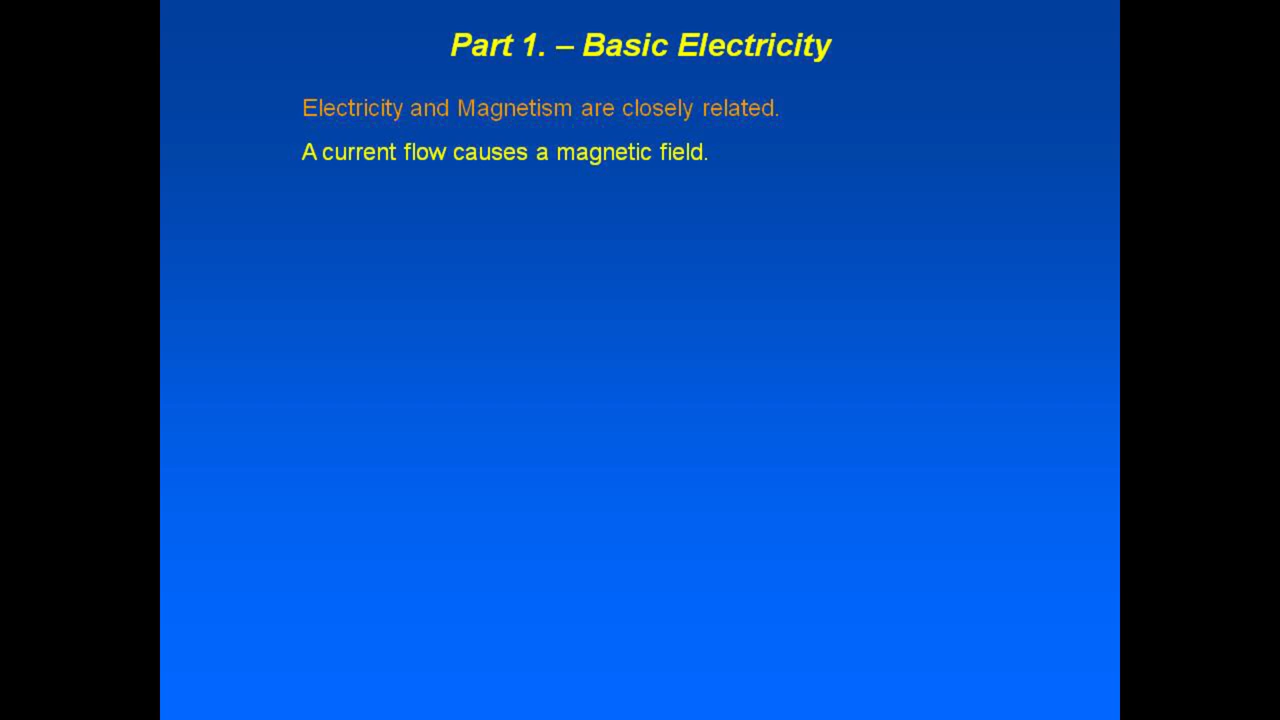 Part 1. – Basic Electricity
Electricity and Magnetism are closely related.
A current flow causes a magnetic field.